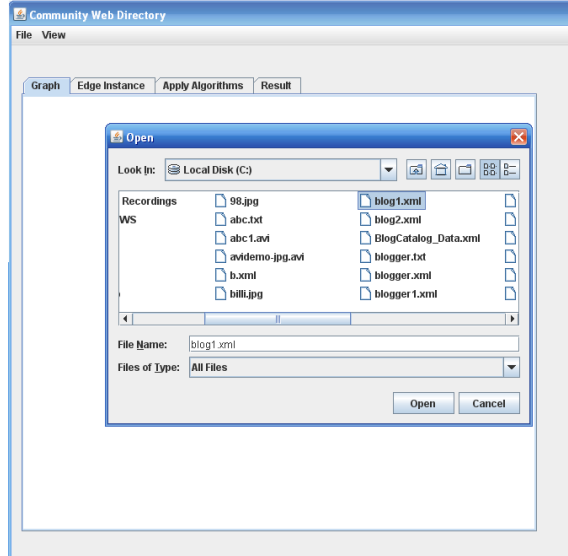 Community Web Directory
File View
Graph Edge Instance Apply Algorithms Result
Open
Look In: Local Disk (C:)
Recordings 98.jpg blog1.xml
WS abc.txt blog2.xml
abc1.avi BlogCatalog_Data.xml
avidemo-jpg.avi blogger.txt
b.xml blogger.xml
billi.jpg blogger1.xml
File Name: blog1.xml
Files of Type: All Files
Open Cancel